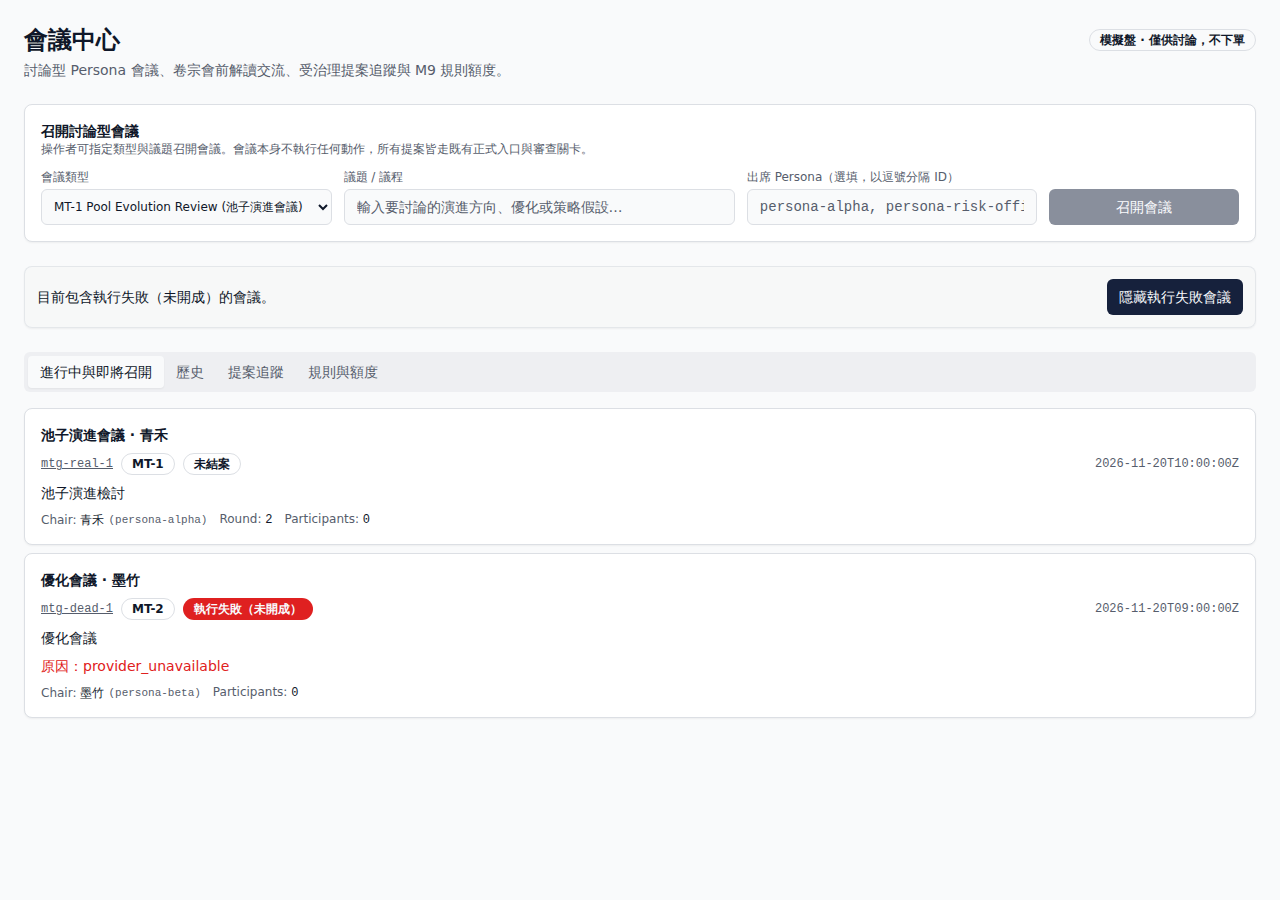 會議中心
模擬盤・僅供討論，不下單
討論型 Persona 會議、卷宗會前解讀交流、受治理提案追蹤與 M9 規則額度。
召開討論型會議
操作者可指定類型與議題召開會議。會議本身不執行任何動作，所有提案皆走既有正式入口與審查關卡。
會議類型
議題 / 議程
出席 Persona（選填，以逗號分隔 ID）
MT-1 Pool Evolution Review (池子演進會議)
輸入要討論的演進方向、優化或策略假設…
persona-alpha, persona-risk-offi
召開會議
目前包含執行失敗（未開成）的會議。
隱藏執行失敗會議
進行中與即將召開
歷史
提案追蹤
規則與額度
池子演進會議・青禾
mtg-real-1 MT-1 未結案
2026-11-20T10:00:00Z
池子演進檢討
Chair: 青禾 (persona-alpha) Round: 2 Participants: 0
優化會議・墨竹
mtg-dead-1 MT-2 執行失敗（未開成）
2026-11-20T09:00:00Z
優化會議
原因：provider_unavailable
Chair: 墨竹 (persona-beta) Participants: 0